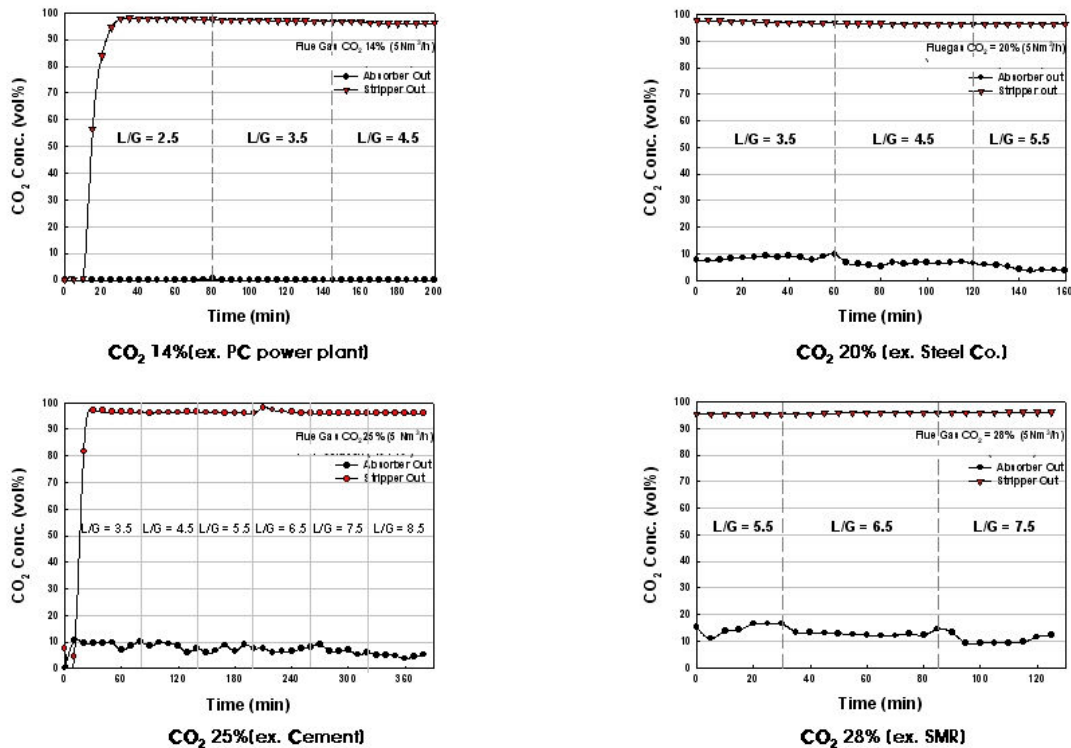 CO₂ Conc. (vol%)
100
90
80
70
60
50
40
30
20
10
0
Flue Gan CO₂ 14% (5Nm³/h)
Absorber Out
Stripper Out
L/G = 2.5
L/G = 3.5
L/G = 4.5
0 20 40 60 80 100 120 140 160 180 200
Time (min)
CO₂ 14%(ex. PC power plant)
CO₂ Conc. (vol%)
100
90
80
70
60
50
40
30
20
10
0
Fluegan CO₂ = 20% (5Nm³/h)
Absorber out
Stripper out
L/G = 3.5
L/G = 4.5
L/G = 5.5
0 20 40 60 80 100 120 140 160
Time (min)
CO₂ 20% (ex. Steel Co.)
CO₂ Conc. (vol%)
100
90
80
70
60
50
40
30
20
10
0
Flue Gan CO₂ 25% (5 Nm³/h)
Absorber Out
Stripper Out
L/G = 3.5
L/G = 4.5
L/G = 5.5
L/G = 6.5
L/G = 7.5
L/G = 8.5
0 60 120 180 240 300 360
Time (min)
CO₂ 25%(ex. Cement)
CO₂ Conc. (vol%)
100
90
80
70
60
50
40
30
20
10
0
Flue Gan CO₂ = 28% (5Nm³/h)
Absorber Out
Stripper Out
L/G = 5.5
L/G = 6.5
L/G = 7.5
0 20 40 60 80 100 120
Time (min)
CO₂ 28% (ex. SMR)